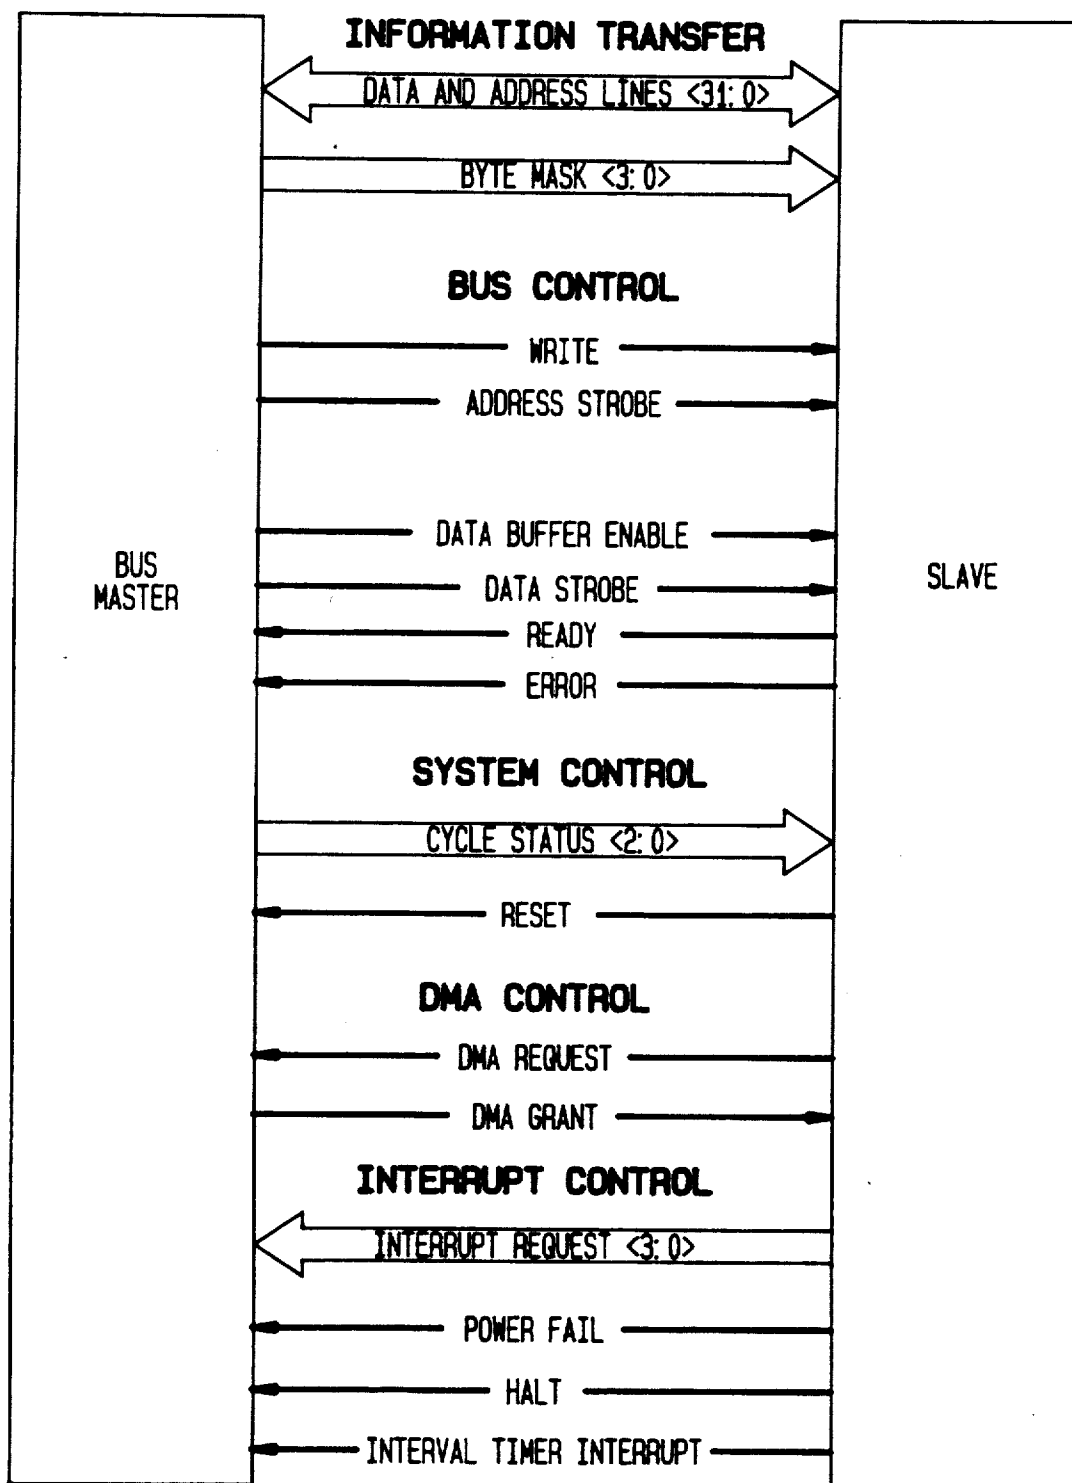 INFORMATION TRANSFER
DATA AND ADDRESS LINES <31:0>
BYTE MASK <3:0>
BUS CONTROL
WRITE
ADDRESS STROBE
DATA BUFFER ENABLE
BUS
MASTER
SLAVE
DATA STROBE
READY
ERROR
SYSTEM CONTROL
CYCLE STATUS <2:0>
RESET
DMA CONTROL
DMA REQUEST
DMA GRANT
INTERRUPT CONTROL
INTERRUPT REQUEST <3:0>
POWER FAIL
HALT
INTERVAL TIMER INTERRUPT